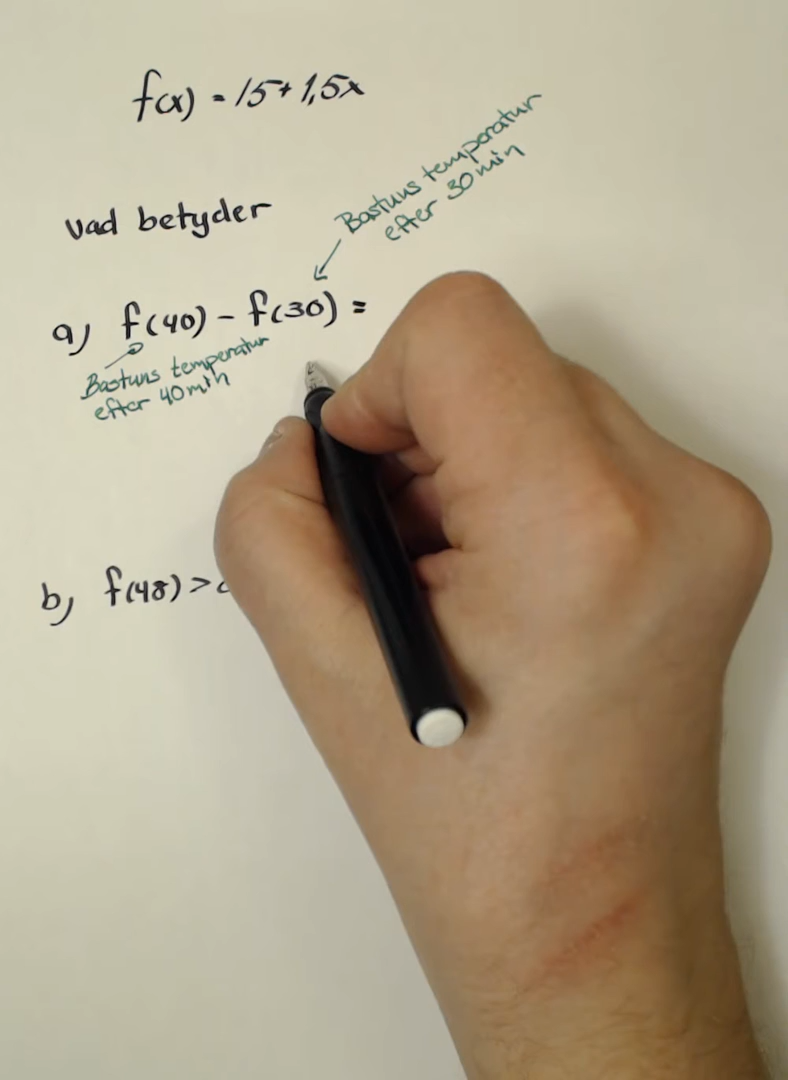 f(x) = 15+ 1,5x
Vad betyder
Bastuns temperatur
efter 30 min
a) f(40) - f(30) =
Bastuns temperatur
efter 40 min
b) f(48) >